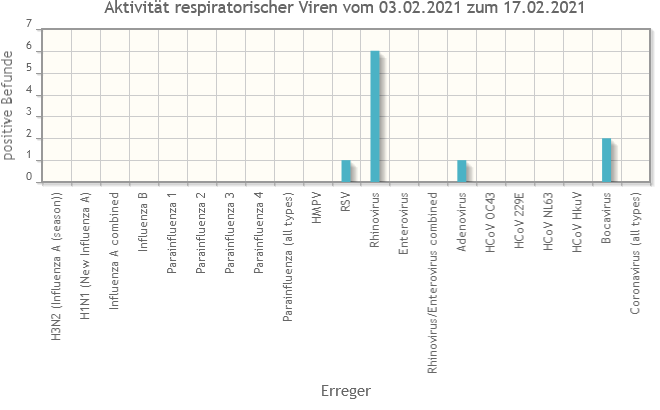 Aktivität respiratorischer Viren vom 03.02.2021 zum 17.02.2021
positive Befunde
7
6
5
4
3
2
1
0
H3N2 (Influenza A (season))
H1N1 (New Influenza A)
Influenza A combined
Influenza B
Parainfluenza 1
Parainfluenza 2
Parainfluenza 3
Parainfluenza 4
Parainfluenza (all types)
HMPV
RSV
Rhinovirus
Enterovirus
Rhinovirus/Enterovirus combined
Adenovirus
HCoV OC43
HCoV 229E
HCoV NL63
HCoV HkuV
Bocavirus
Coronavirus (all types)
Erreger